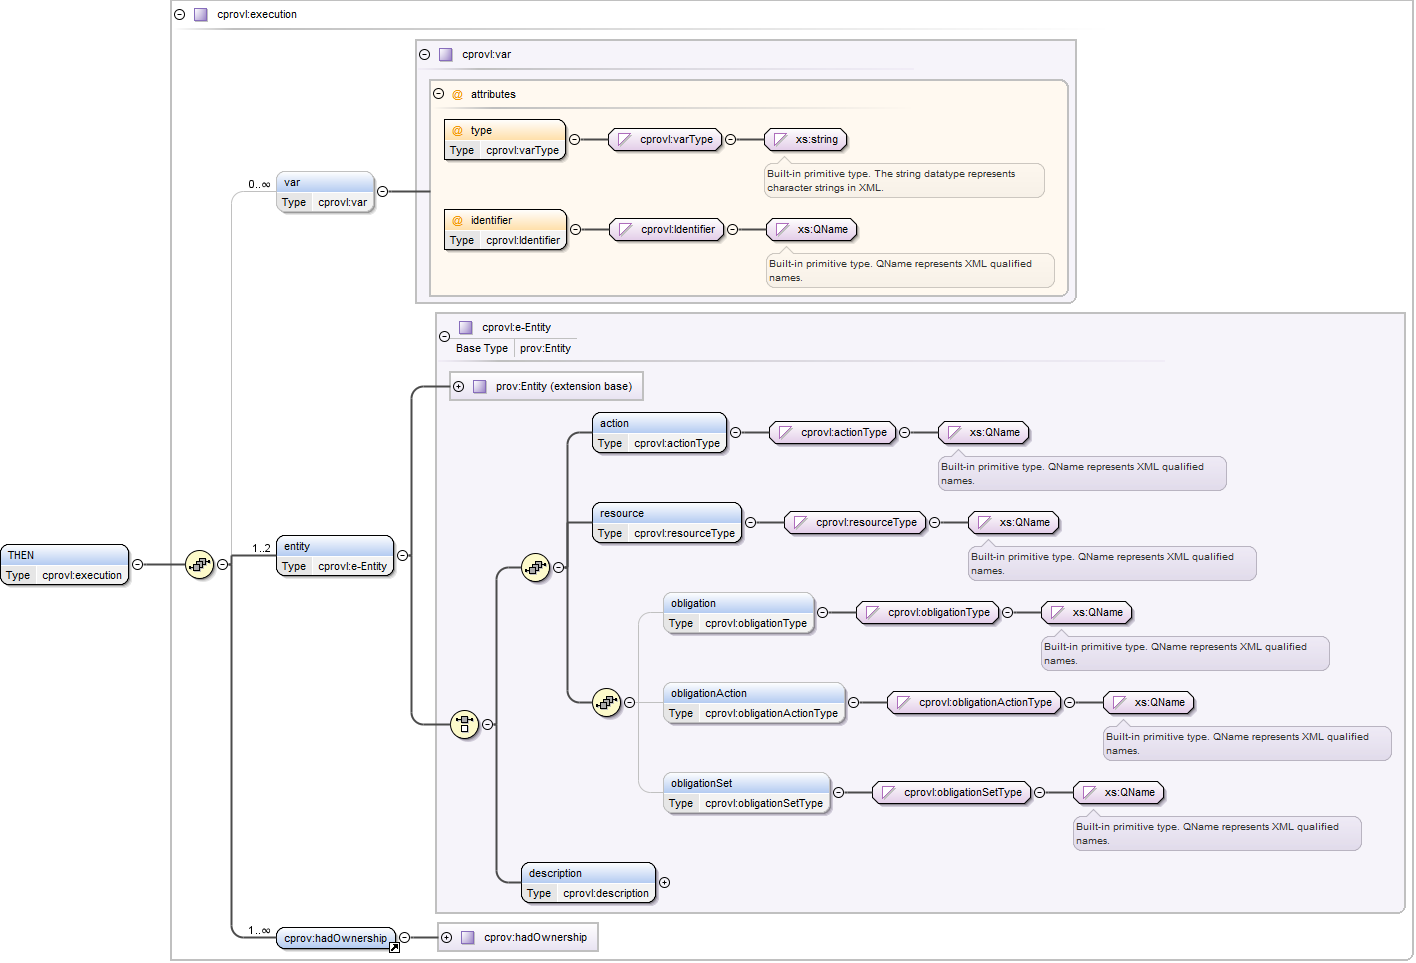 cprovl:execution
cprovl:var
@ attributes
@ type
Type cprovl:varType
cprovl:varType
xs:string
Built-in primitive type. The string datatype represents
character strings in XML.
0..∞
var
Type cprovl:var
@ identifier
Type cprovl:Identifier
cprovl:Identifier
xs:QName
Built-in primitive type. QName represents XML qualified
names.
cprovl:e-Entity
Base Type prov:Entity
prov:Entity (extension base)
action
Type cprovl:actionType
cprovl:actionType
xs:QName
Built-in primitive type. QName represents XML qualified
names.
resource
Type cprovl:resourceType
cprovl:resourceType
xs:QName
Built-in primitive type. QName represents XML qualified
names.
THEN
Type cprovl:execution
1..2
entity
Type cprovl:e-Entity
obligation
Type cprovl:obligationType
cprovl:obligationType
xs:QName
Built-in primitive type. QName represents XML qualified
names.
obligationAction
Type cprovl:obligationActionType
cprovl:obligationActionType
xs:QName
Built-in primitive type. QName represents XML qualified
names.
obligationSet
Type cprovl:obligationSetType
cprovl:obligationSetType
xs:QName
Built-in primitive type. QName represents XML qualified
names.
description
Type cprovl:description
1..∞
cprov:hadOwnership
cprov:hadOwnership